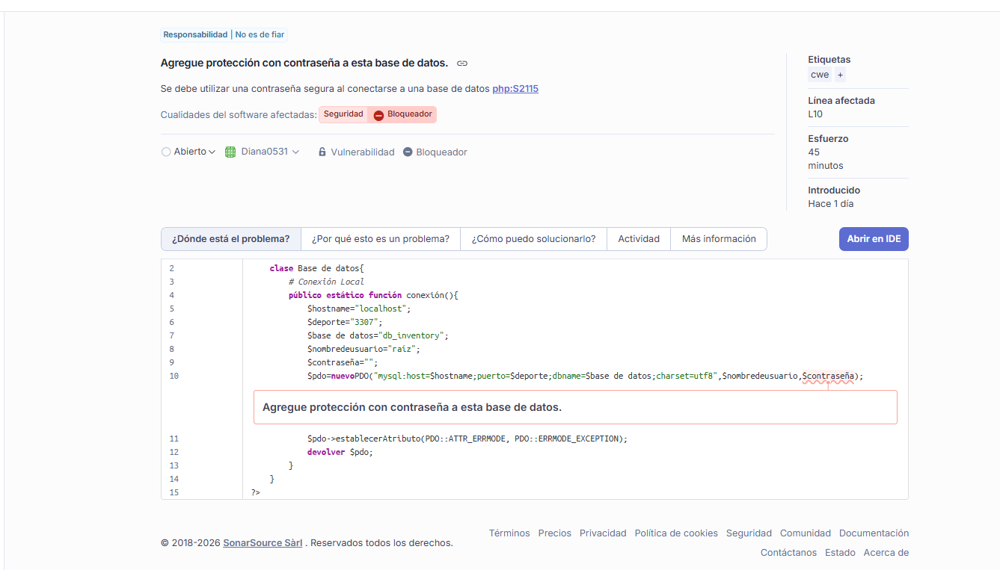 Responsabilidad | No es de fiar
Agregue protección con contraseña a esta base de datos.
Se debe utilizar una contraseña segura al conectarse a una base de datos php:S2115
Cualidades del software afectadas: Seguridad Bloqueador
Abierto Diana0531 Vulnerabilidad Bloqueador
Etiquetas
cwe +
Línea afectada
L10
Esfuerzo
45
minutos
Introducido
Hace 1 día
¿Dónde está el problema? ¿Por qué esto es un problema? ¿Cómo puedo solucionarlo? Actividad Más información Abrir en IDE
2 clase Base de datos{
3 # Conexión Local
4 público estático función conexión(){
5 $hostname="localhost";
6 $deporte="3307";
7 $base de datos="db_inventory";
8 $nombredeusuario="raíz";
9 $contraseña="";
10 $pdo=nuevoPDO("mysql:host=$hostname;puerto=$deporte;dbname=$base de datos;charset=utf8",$nombredeusuario,$contraseña);
Agregue protección con contraseña a esta base de datos.
11 $pdo->establecerAtributo(PDO::ATTR_ERRMODE, PDO::ERRMODE_EXCEPTION);
12 devolver $pdo;
13 }
14 }
15 ?>
© 2018-2026 SonarSource Sàrl . Reservados todos los derechos.
Términos Precios Privacidad Política de cookies Seguridad Comunidad Documentación
Contáctanos Estado Acerca de